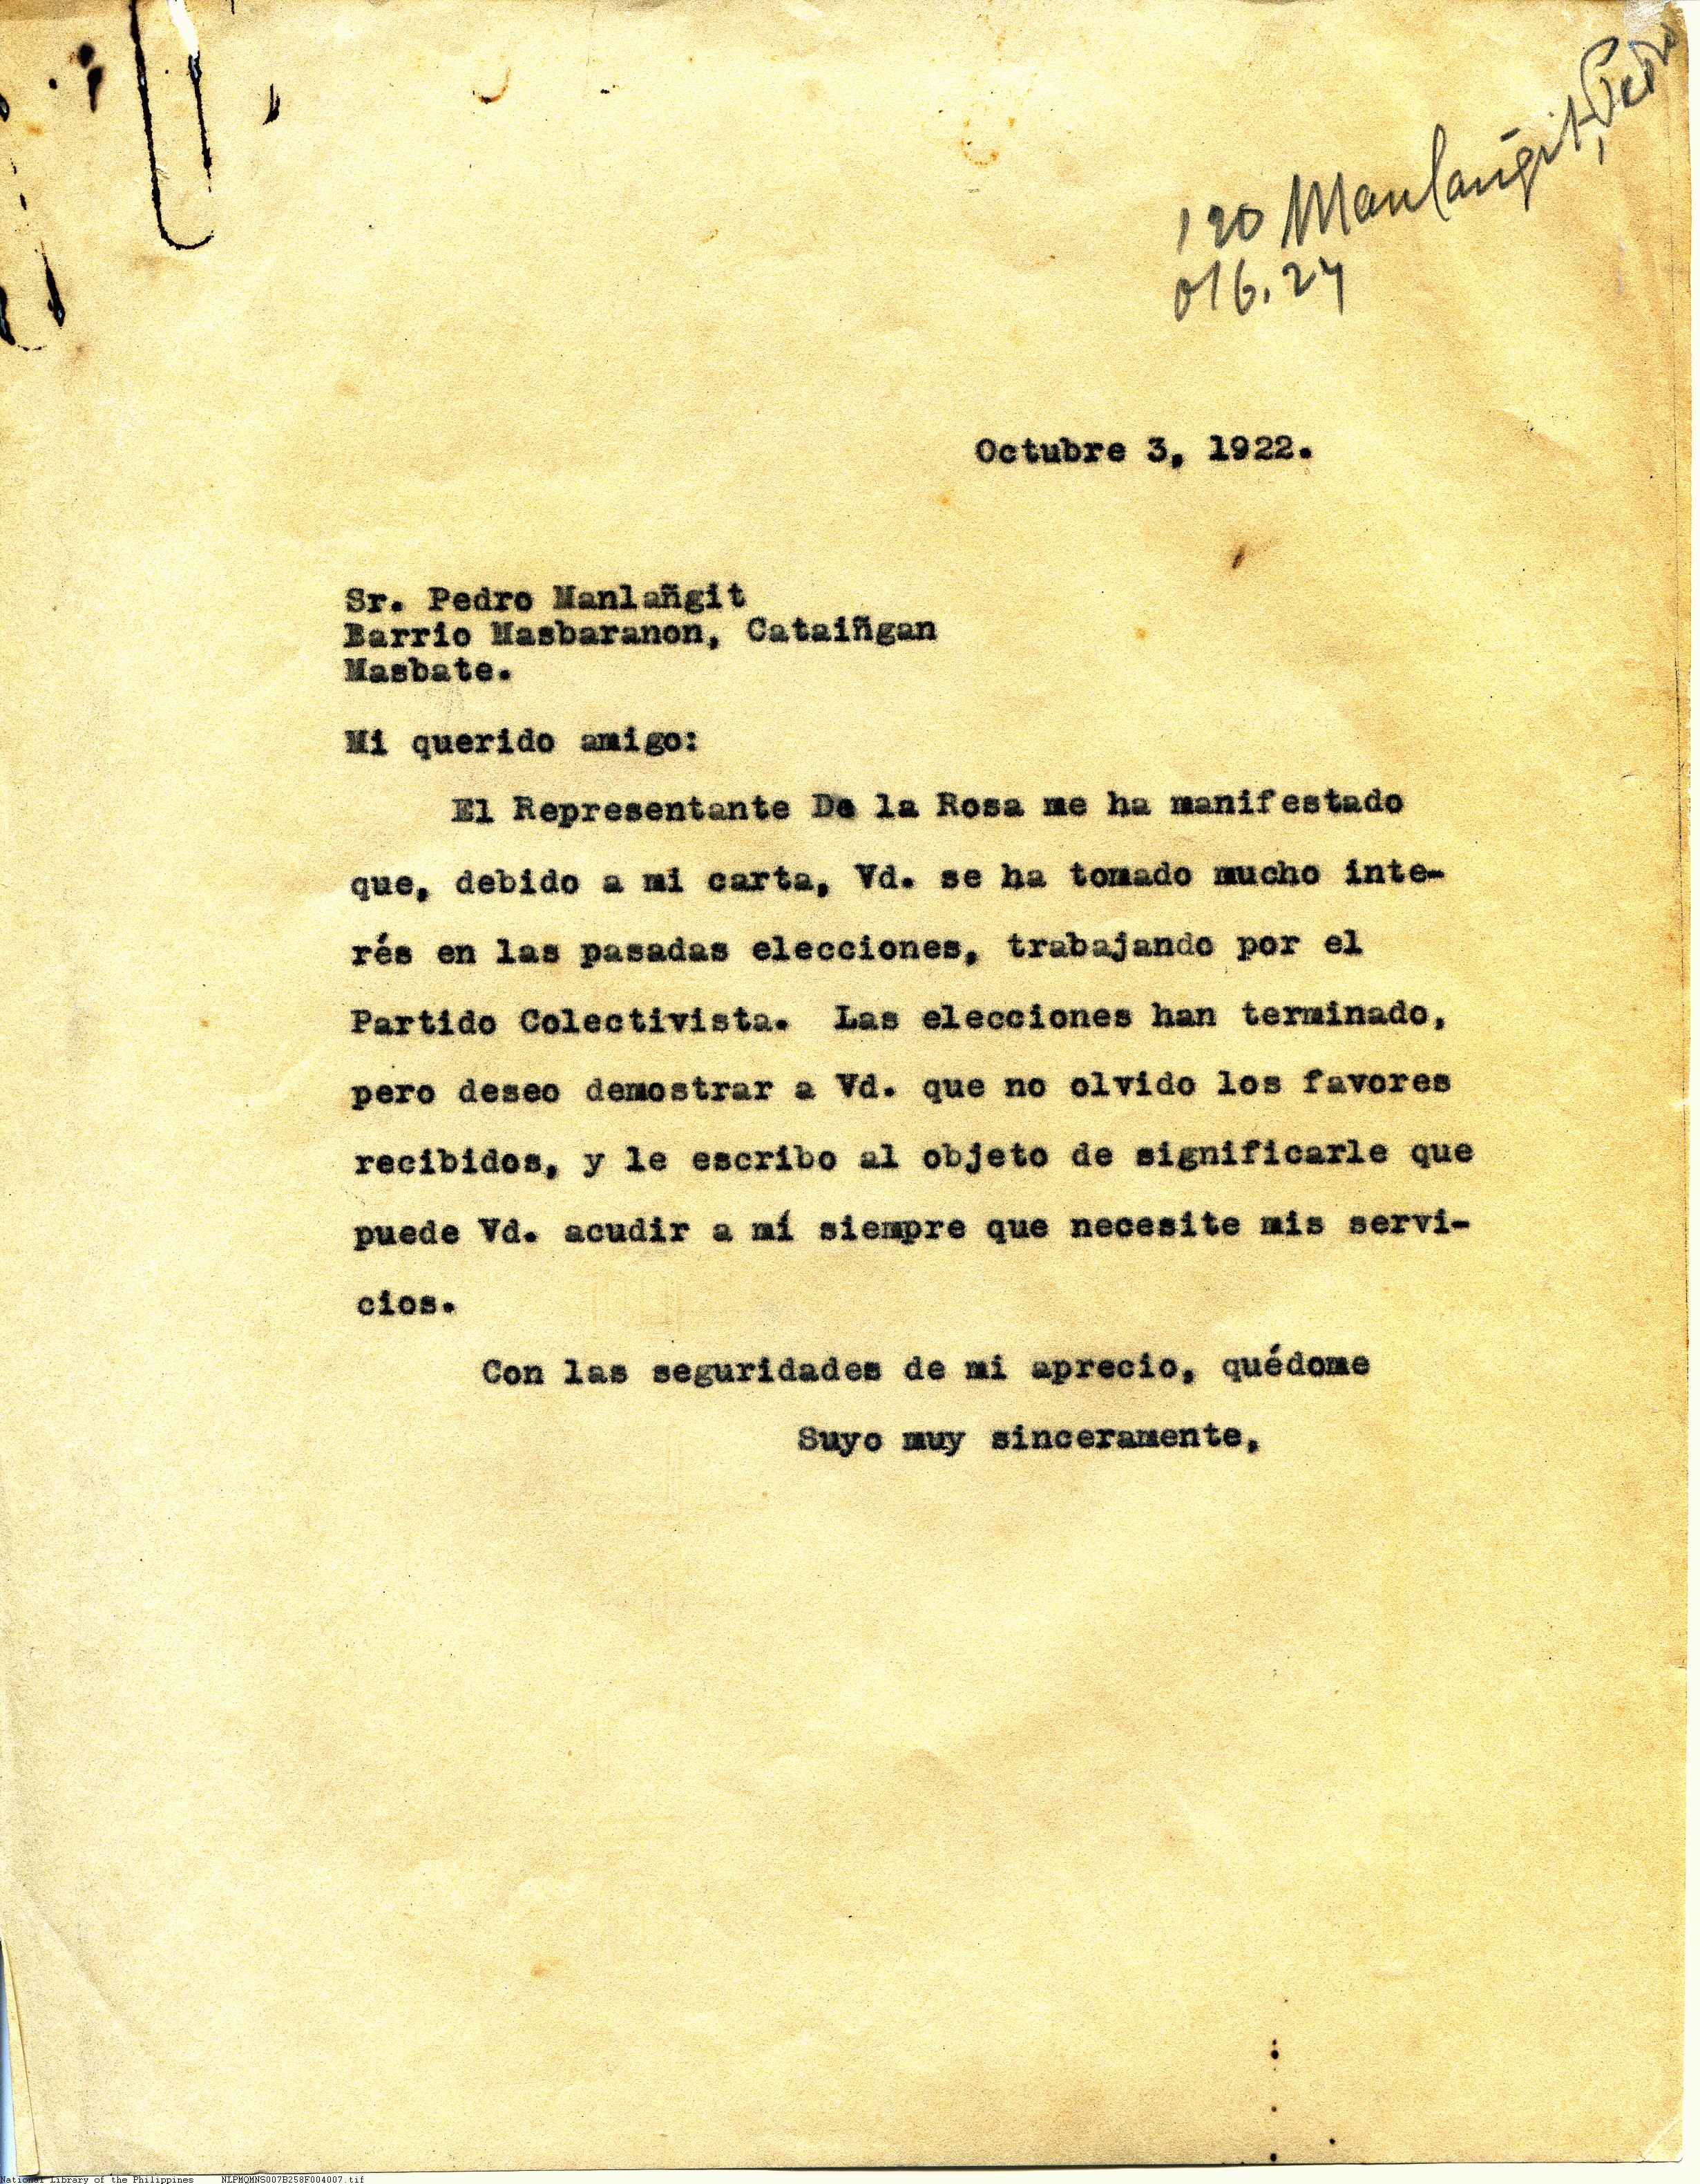 120 Manlañgit, Pedro
016.24
Octubre 3, 1922.
Sr. Pedro Manlañgit
Barrio Masbaranon, Cataiñgan
Masbate.
Mi querido amigo:
El Representante De la Rosa me ha manifestado
que, debido a mi carta, Vd. se ha tomado mucho inte-
rés en las pasadas elecciones, trabajando por el
Partido Colectivista. Las elecciones han terminado,
pero deseo demostrar a Vd. que no olvido los favores
recibidos, y le escribo al objeto de significarle que
puede Vd. acudir a mí siempre que necesite mis servi-
cios.
Con las seguridades de mi aprecio, quédome
Suyo muy sinceramente,
National Library of the Philippines NLPMQMNS007B258F004007.tif